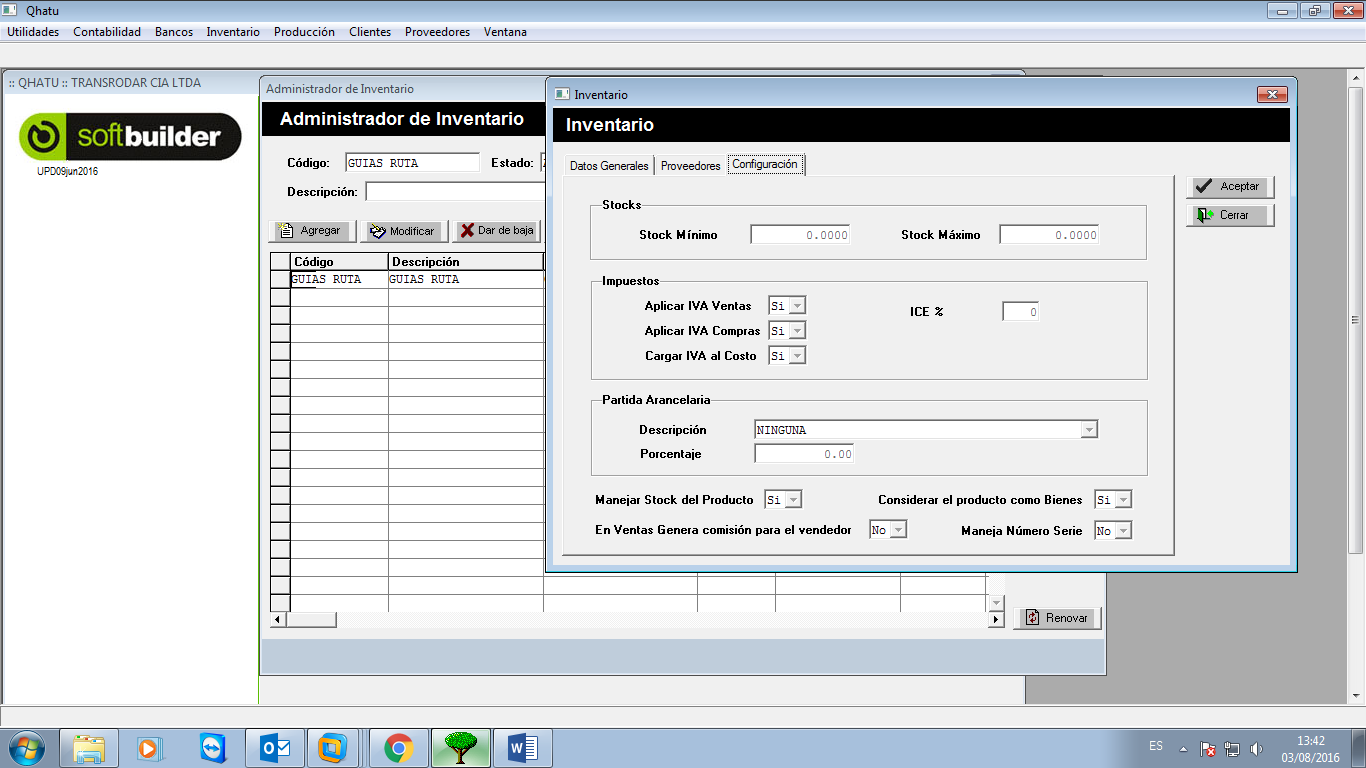 Qhatu
Utilidades Contabilidad Bancos Inventario Producción Clientes Proveedores Ventana
:: QHATU :: TRANSRODAR CIA LTDA
softbuilder
UPD09jun2016
Administrador de Inventario
Administrador de Inventario
Código: GUIAS RUTA Estado:
Descripción:
Agregar Modificar Dar de baja
Código Descripción
GUIAS RUTA GUIAS RUTA
Renovar
Inventario
Inventario
Datos Generales Proveedores Configuración
Aceptar
Cerrar
Stocks
Stock Mínimo 0.0000 Stock Máximo 0.0000
Impuestos
Aplicar IVA Ventas Si ICE % 0
Aplicar IVA Compras Si
Cargar IVA al Costo Si
Partida Arancelaria
Descripción NINGUNA
Porcentaje 0.00
Manejar Stock del Producto Si Considerar el producto como Bienes Si
En Ventas Genera comisión para el vendedor No Maneja Número Serie No
ES 13:42
03/08/2016